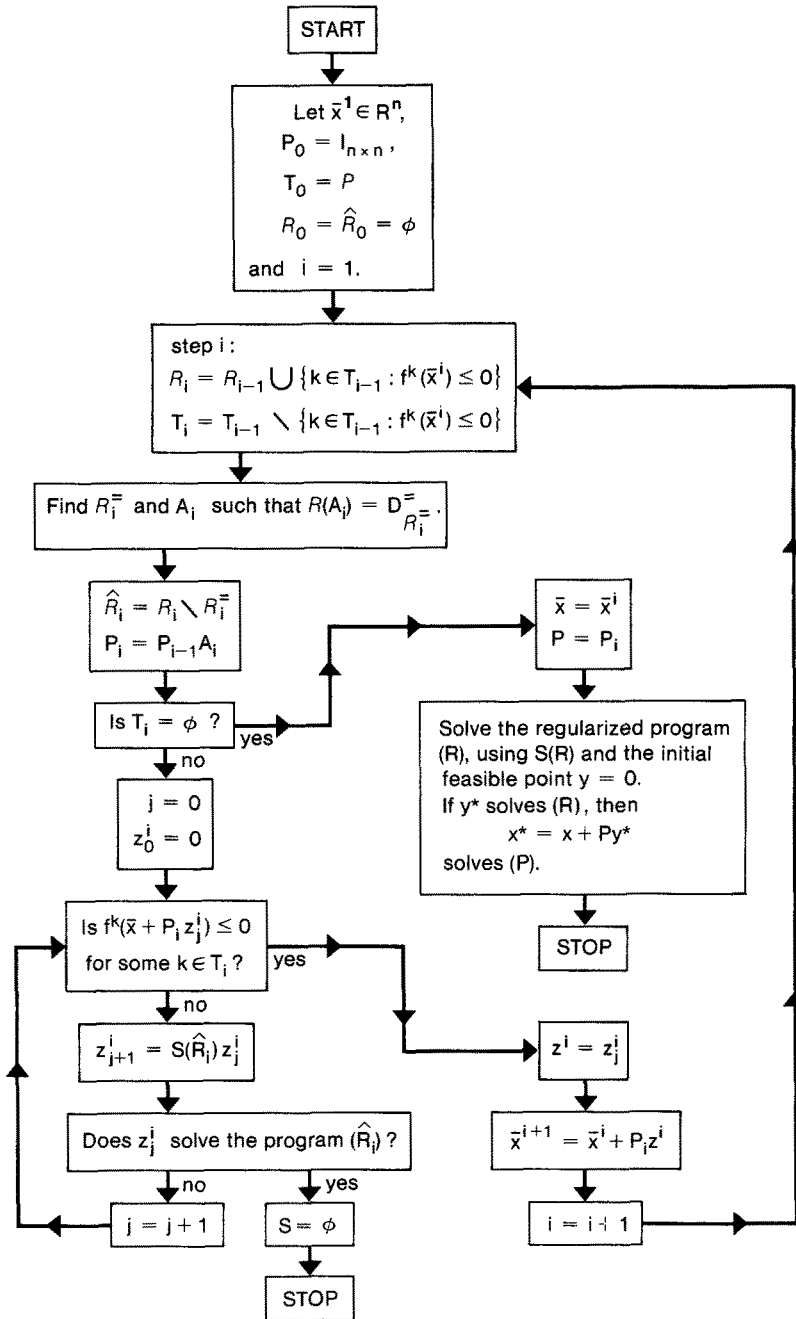 START
Let x̄¹ ∈ Rⁿ,
P₀ = Iₙₓₙ,
T₀ = P
R₀ = R̂₀ = ϕ
and i = 1.
step i:
Rᵢ = Rᵢ₋₁ ⋃ {k ∈ Tᵢ₋₁ : fᵏ(x̄ⁱ) ≤ 0}
Tᵢ = Tᵢ₋₁ \ {k ∈ Tᵢ₋₁ : fᵏ(x̄ⁱ) ≤ 0}
Find Rᵢ⁼ and Aᵢ such that R(Aᵢ) = D⁼_{Rᵢ⁼}.
R̂ᵢ = Rᵢ \ Rᵢ⁼
Pᵢ = Pᵢ₋₁Aᵢ
Is Tᵢ = ϕ ?
yes
no
x̄ = x̄ⁱ
P = Pᵢ
Solve the regularized program
(R), using S(R) and the initial
feasible point y = 0.
If y* solves (R), then
x* = x + Py*
solves (P).
STOP
j = 0
z₀ⁱ = 0
Is fᵏ(x̄ + Pᵢ zⱼⁱ) ≤ 0
for some k ∈ Tᵢ ?
yes
no
zⱼ₊₁ⁱ = S(R̂ᵢ) zⱼⁱ
Does zⱼⁱ solve the program (R̂ᵢ) ?
no
yes
j = j + 1
S = ϕ
STOP
zⁱ = zⱼⁱ
x̄ⁱ⁺¹ = x̄ⁱ + Pᵢzⁱ
i = i + 1